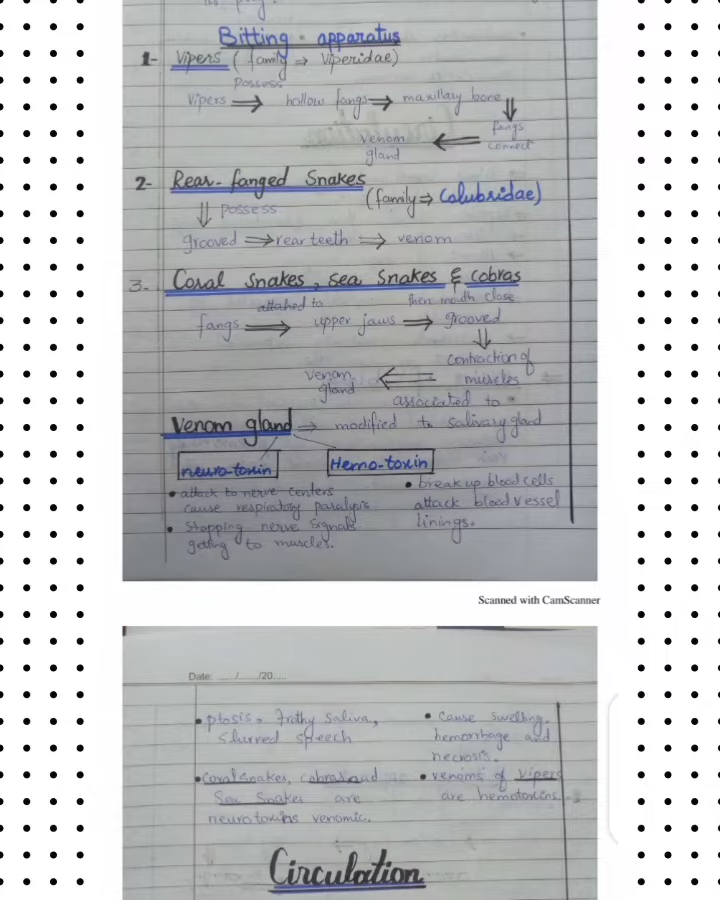 Bitting · apparatus
1- Vipers (family ⇒ Viperidae)
possess
Vipers ⇒ hollow fangs ⇒ maxillary bone
fangs
connect
venom
gland
2- Rear-fanged Snakes
(family ⇒ Colubridae)
possess
grooved ⇒ rear teeth ⇒ venom
3- Coral Snakes, sea Snakes & cobras
attahed to then mouth close
fangs ⇒ upper jaws ⇒ grooved
contraction of
muscles
venom
gland
associated to
Venom gland ⇒ modified to salivary gland
neuro-toxin Hemo-toxin
• attack to nerve centers
cause respiratory paralysis
• Stopping nerve signals
getting to muscles.
• break up blood cells
attack blood vessel
linings.
Scanned with CamScanner
Date: ...../....../20.....
• ptosis, Frothy saliva,
slurred speech
• Coral snakes, cobras and
Sea Snakes are
neurotoxins venomic.
• cause swelling,
hemorrhage and
necrosis.
• venoms of vipers
are hemotoxins
Circulation